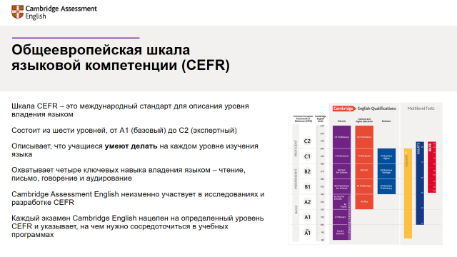 Cambridge Assessment
English
Общеевропейская шкала
языковой компетенции (CEFR)
Шкала CEFR – это международный стандарт для описания уровня
владения языком
Состоит из шести уровней, от A1 (базовый) до C2 (экспертный)
Описывает, что учащиеся умеют делать на каждом уровне изучения
языка
Охватывает четыре ключевых навыка владения языком – чтение,
письмо, говорение и аудирование
Cambridge Assessment English неизменно участвует в исследованиях и
разработке CEFR
Каждый экзамен Cambridge English нацелен на определенный уровень
CEFR и указывает, на чем нужно сосредоточиться в учебных
программах
Cambridge English Qualifications
C2
C1
B2
B1
A2
A1
A1